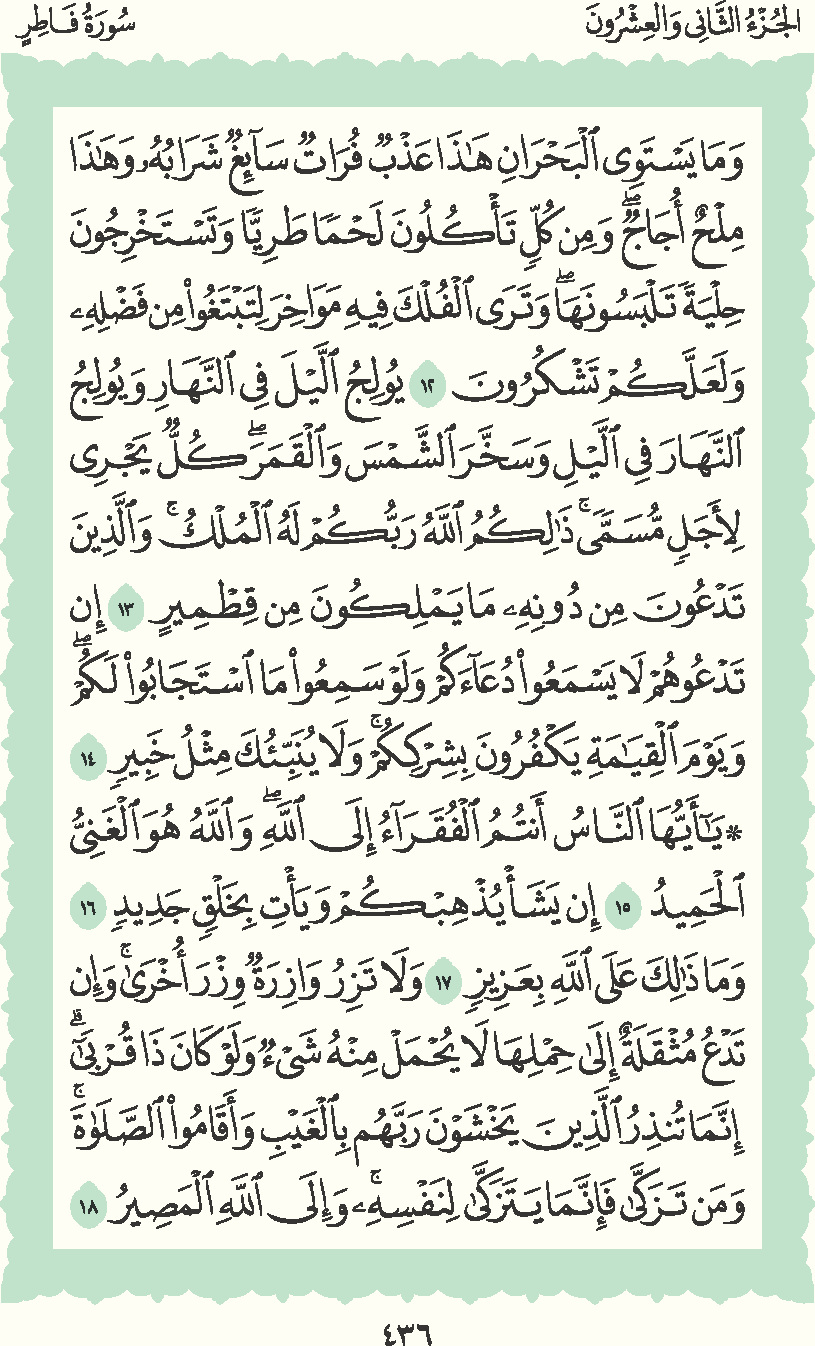 الجُزْءُ الثَّانِي وَالعِشْرُونَ
سُورَةُ فَاطِرٍ
وَمَا يَسْتَوِى ٱلْبَحْرَانِ هَـٰذَا عَذْبٌ فُرَاتٌ سَآئِغٌ شَرَابُهُۥ وَهَـٰذَا
مِلْحٌ أُجَاجٌ ۖ وَمِن كُلٍّ تَأْكُلُونَ لَحْمًا طَرِيًّا وَتَسْتَخْرِجُونَ
حِلْيَةً تَلْبَسُونَهَا ۖ وَتَرَى ٱلْفُلْكَ فِيهِ مَوَاخِرَ لِتَبْتَغُوا۟ مِن فَضْلِهِۦ
وَلَعَلَّكُمْ تَشْكُرُونَ ١٢ يُولِجُ ٱلَّيْلَ فِى ٱلنَّهَارِ وَيُولِجُ
ٱلنَّهَارَ فِى ٱلَّيْلِ وَسَخَّرَ ٱلشَّمْسَ وَٱلْقَمَرَ ۖ كُلٌّ يَجْرِى
لِأَجَلٍ مُّسَمًّى ۚ ذَٰلِكُمُ ٱللَّهُ رَبُّكُمْ لَهُ ٱلْمُلْكُ ۚ وَٱلَّذِينَ
تَدْعُونَ مِن دُونِهِۦ مَا يَمْلِكُونَ مِن قِطْمِيرٍ ١٣ إِن
تَدْعُوهُمْ لَا يَسْمَعُوا۟ دُعَآءَكُمْ وَلَوْ سَمِعُوا۟ مَا ٱسْتَجَابُوا۟ لَكُمْ ۖ
وَيَوْمَ ٱلْقِيَـٰمَةِ يَكْفُرُونَ بِشِرْكِكُمْ ۚ وَلَا يُنَبِّئُكَ مِثْلُ خَبِيرٍ ١٤
* يَـٰٓأَيُّهَا ٱلنَّاسُ أَنتُمُ ٱلْفُقَرَآءُ إِلَى ٱللَّهِ ۖ وَٱللَّهُ هُوَ ٱلْغَنِىُّ
ٱلْحَمِيدُ ١٥ إِن يَشَأْ يُذْهِبْكُمْ وَيَأْتِ بِخَلْقٍ جَدِيدٍ ١٦
وَمَا ذَٰلِكَ عَلَى ٱللَّهِ بِعَزِيزٍ ١٧ وَلَا تَزِرُ وَازِرَةٌ وِزْرَ أُخْرَىٰ ۚ وَإِن
تَدْعُ مُثْقَلَةٌ إِلَىٰ حِمْلِهَا لَا يُحْمَلْ مِنْهُ شَىْءٌ وَلَوْ كَانَ ذَا قُرْبَىٰٓ ۗ
إِنَّمَا تُنذِرُ ٱلَّذِينَ يَخْشَوْنَ رَبَّهُم بِٱلْغَيْبِ وَأَقَامُوا۟ ٱلصَّلَوٰةَ ۚ
وَمَن تَزَكَّىٰ فَإِنَّمَا يَتَزَكَّىٰ لِنَفْسِهِۦ ۚ وَإِلَى ٱللَّهِ ٱلْمَصِيرُ ١٨
٤٣٦